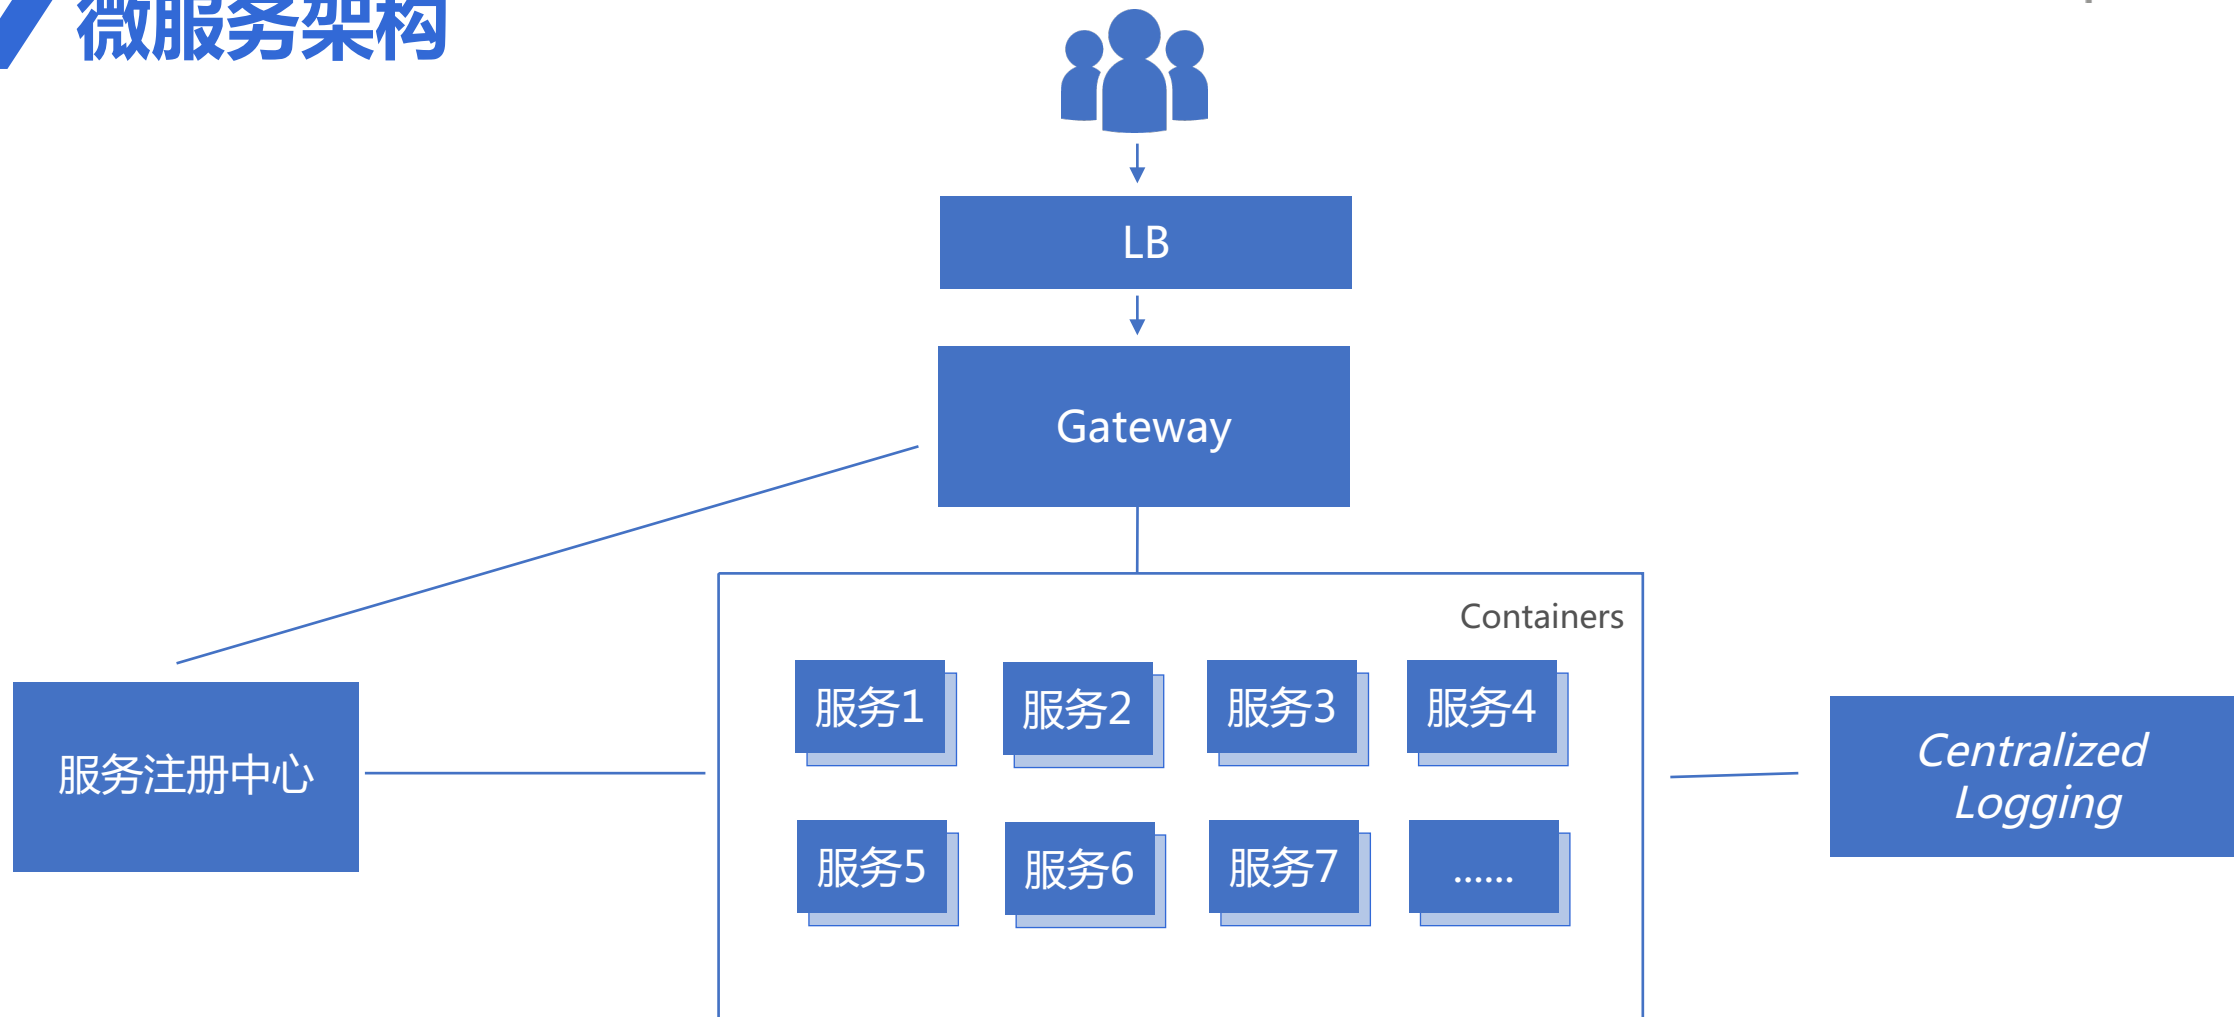 微服务架构
LB
Gateway
Containers
服务1
服务2
服务3
服务4
服务注册中心
Centralized
Logging
服务5
服务6
服务7
......